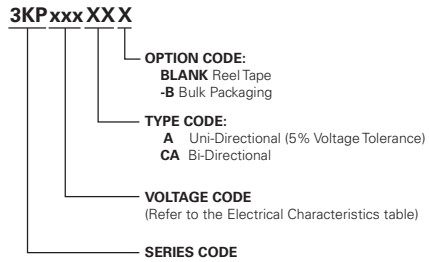 3KPxxxXX X
OPTION CODE:
BLANK Reel Tape
-B Bulk Packaging
TYPE CODE:
A Uni-Directional (5% Voltage Tolerance)
CA Bi-Directional
VOLTAGE CODE
(Refer to the Electrical Characteristics table)
SERIES CODE